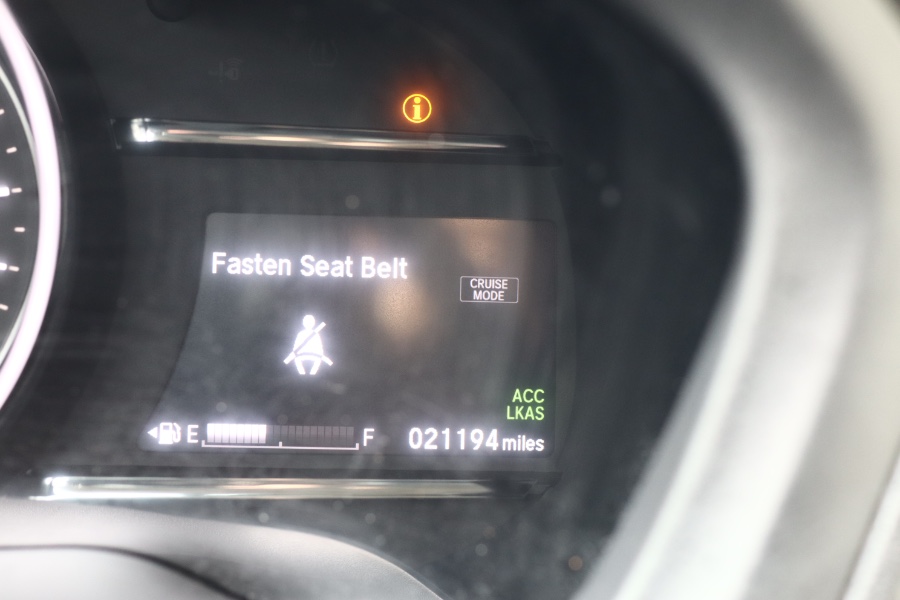 i
Fasten Seat Belt
CRUISE
MODE
ACC
LKAS
E F 021194 miles